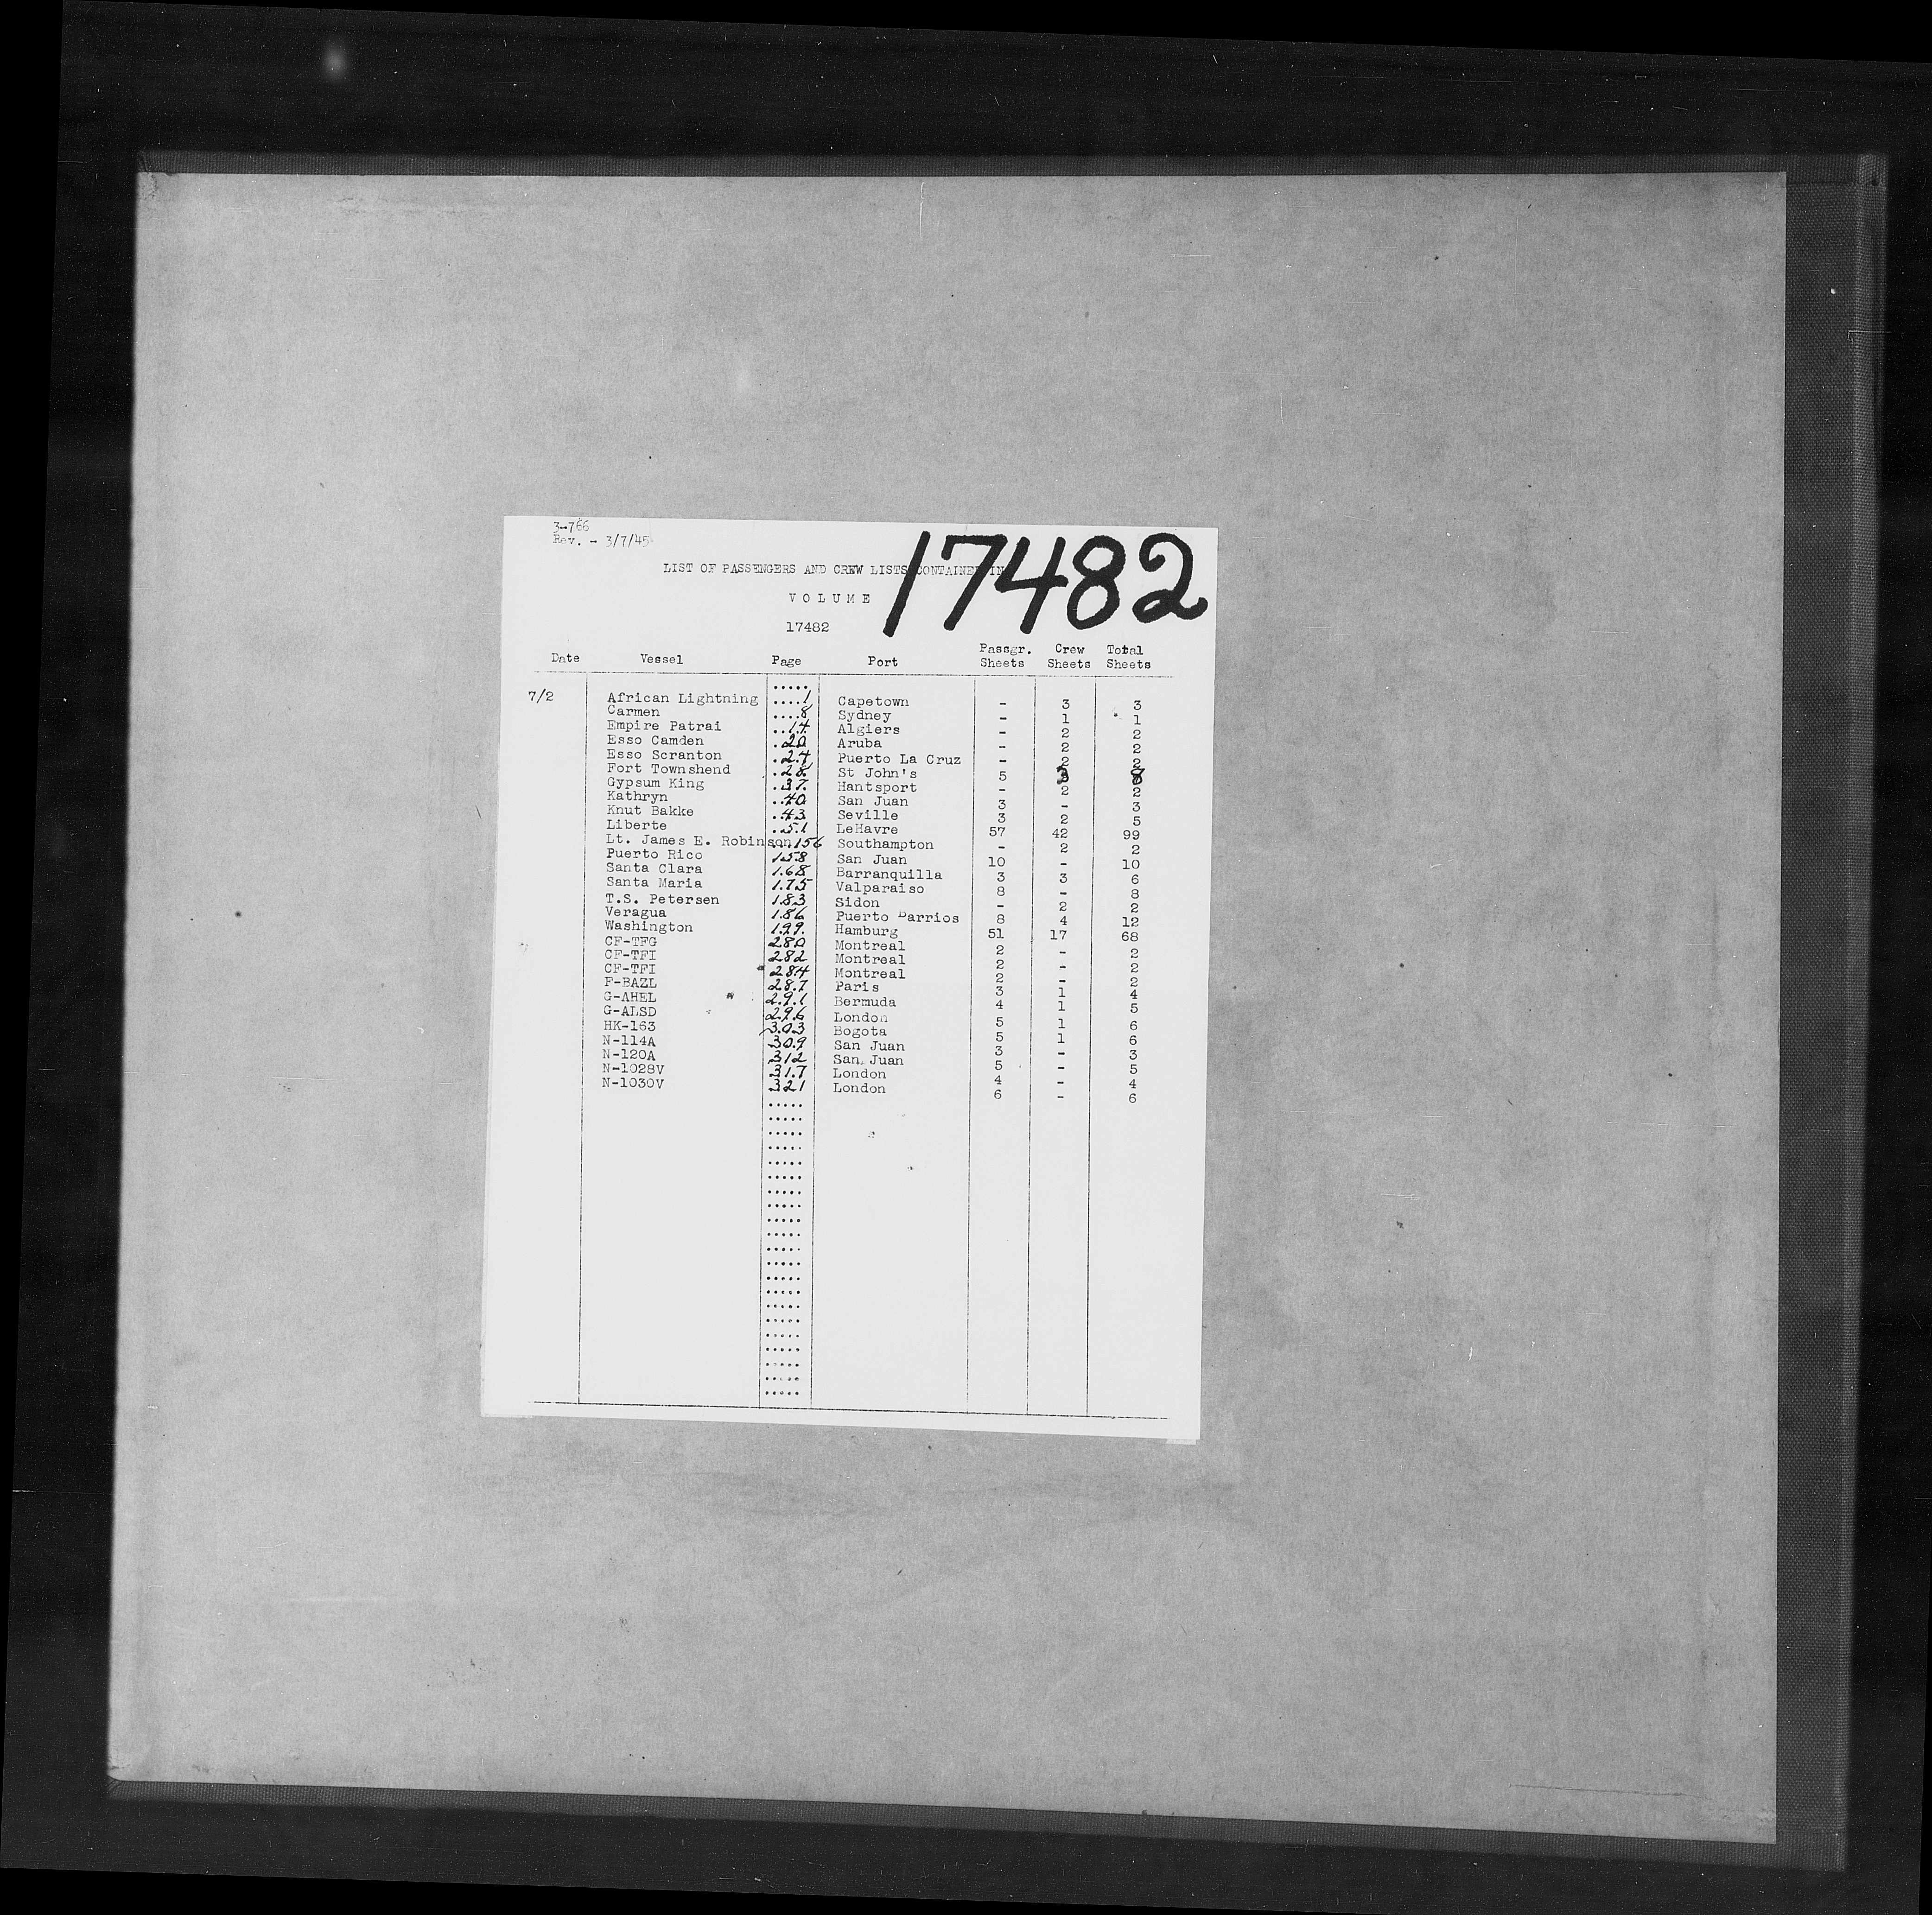 3-766
Rev. - 3/7/45
17482
LIST OF PASSENGERS AND CREW LISTS CONTAINED IN
VOLUME
17482
Date Vessel Page Port Passgr. Sheets Crew Sheets Total Sheets
7/2 African Lightning 1 Capetown - 3 3
Carmen 8 Sydney - 1 1
Empire Patrai 14 Algiers - 2 2
Esso Camden 20 Aruba - 2 2
Esso Scranton 24 Puerto La Cruz - 2 2
Fort Townshend 28 St John's 5 3 8
Gypsum King 37 Hantsport - 2 2
Kathryn 40 San Juan 3 - 3
Knut Bakke 43 Seville 3 2 5
Liberte 51 LeHavre 57 42 99
Lt. James E. Robinson 156 Southampton - 2 2
Puerto Rico 158 San Juan 10 - 10
Santa Clara 168 Barranquilla 3 3 6
Santa Maria 175 Valparaiso 8 - 8
T.S. Petersen 183 Sidon - 2 2
Veragua 186 Puerto Barrios 8 4 12
Washington 199 Hamburg 51 17 68
CF-TFG 280 Montreal 2 - 2
CF-TFI 282 Montreal 2 - 2
CF-TFI 284 Montreal 2 - 2
F-BAZL 287 Paris 3 1 4
G-AHEL 291 Bermuda 4 1 5
G-ALSD 296 London 5 1 6
HK-163 303 Bogota 5 1 6
N-114A 309 San Juan 3 - 3
N-120A 312 San Juan 5 - 5
N-1028V 317 London 4 - 4
N-1030V 321 London 6 - 6